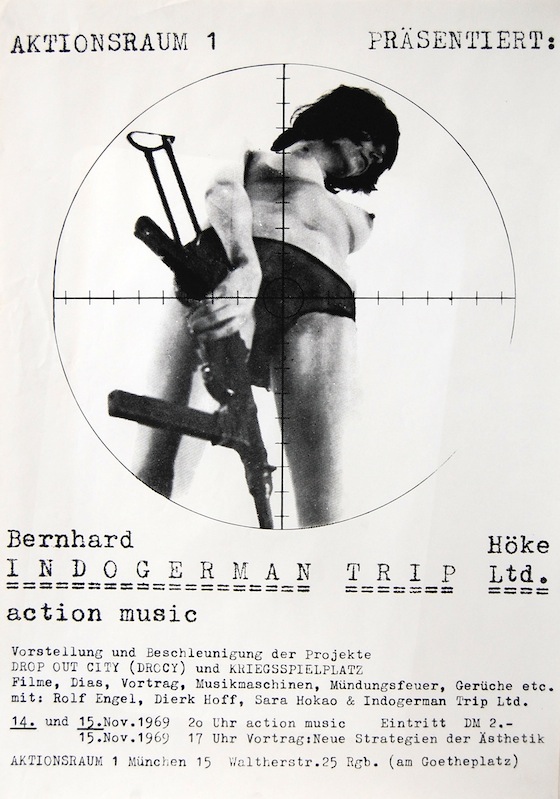 AKTIONSRAUM 1 PRÄSENTIERT:
Bernhard Höke
INDOGERMAN TRIP Ltd.
action music
Vorstellung und Beschleunigung der Projekte
DROP OUT CITY (DROCY) und KRIEGSSPIELPLATZ
Filme, Dias, Vortrag, Musikmaschinen, Mündungsfeuer, Gerüche etc.
mit: Rolf Engel, Dierk Hoff, Sara Hokao & Indogerman Trip Ltd.
14. und 15.Nov.1969 2o Uhr action music Eintritt DM 2.-
15.Nov.1969 17 Uhr Vortrag:Neue Strategien der Ästhetik
AKTIONSRAUM 1 München 15 Waltherstr.25 Rgb. (am Goetheplatz)